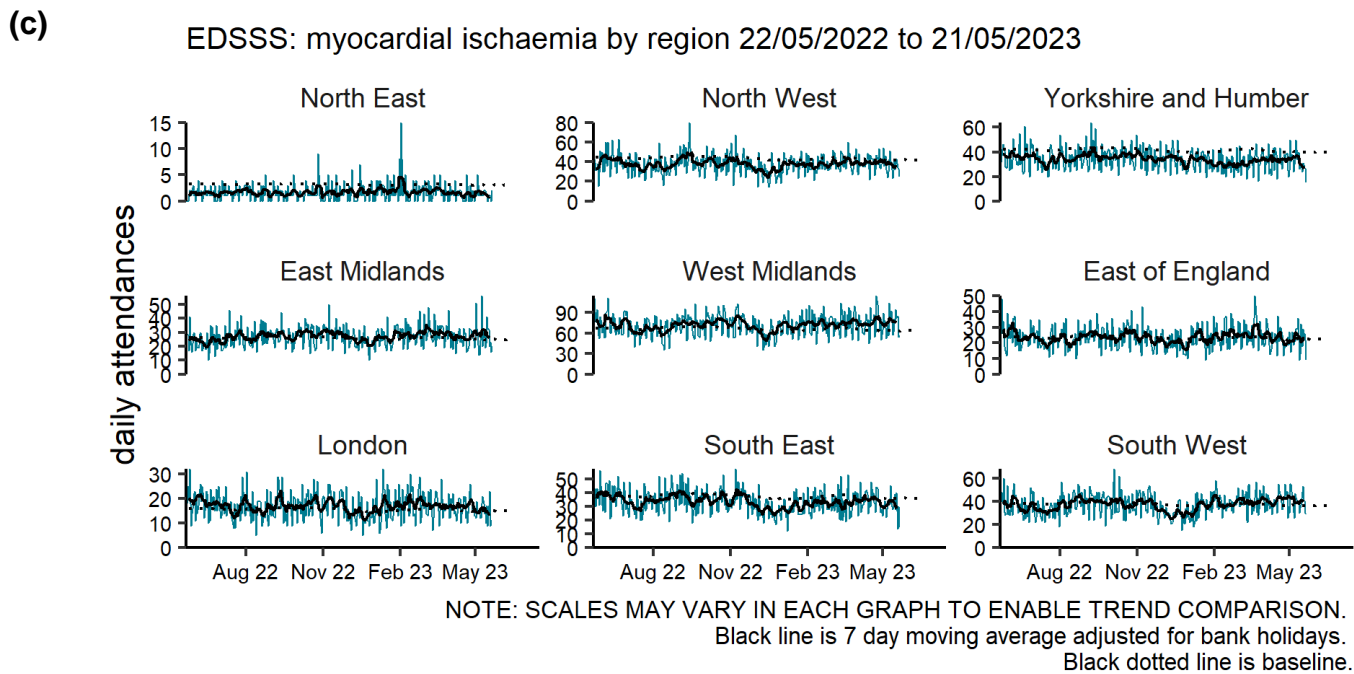 (c)
EDSSS: myocardial ischaemia by region 22/05/2022 to 21/05/2023
daily attendances
North East
15
10
5
0
North West
80
60
40
20
0
Yorkshire and Humber
60
40
20
0
East Midlands
50
40
30
20
10
0
West Midlands
90
60
30
0
East of England
50
40
30
20
10
0
London
30
20
10
0
South East
50
40
30
20
10
0
South West
60
40
20
0
Aug 22 Nov 22 Feb 23 May 23
Aug 22 Nov 22 Feb 23 May 23
Aug 22 Nov 22 Feb 23 May 23
NOTE: SCALES MAY VARY IN EACH GRAPH TO ENABLE TREND COMPARISON.
Black line is 7 day moving average adjusted for bank holidays.
Black dotted line is baseline.